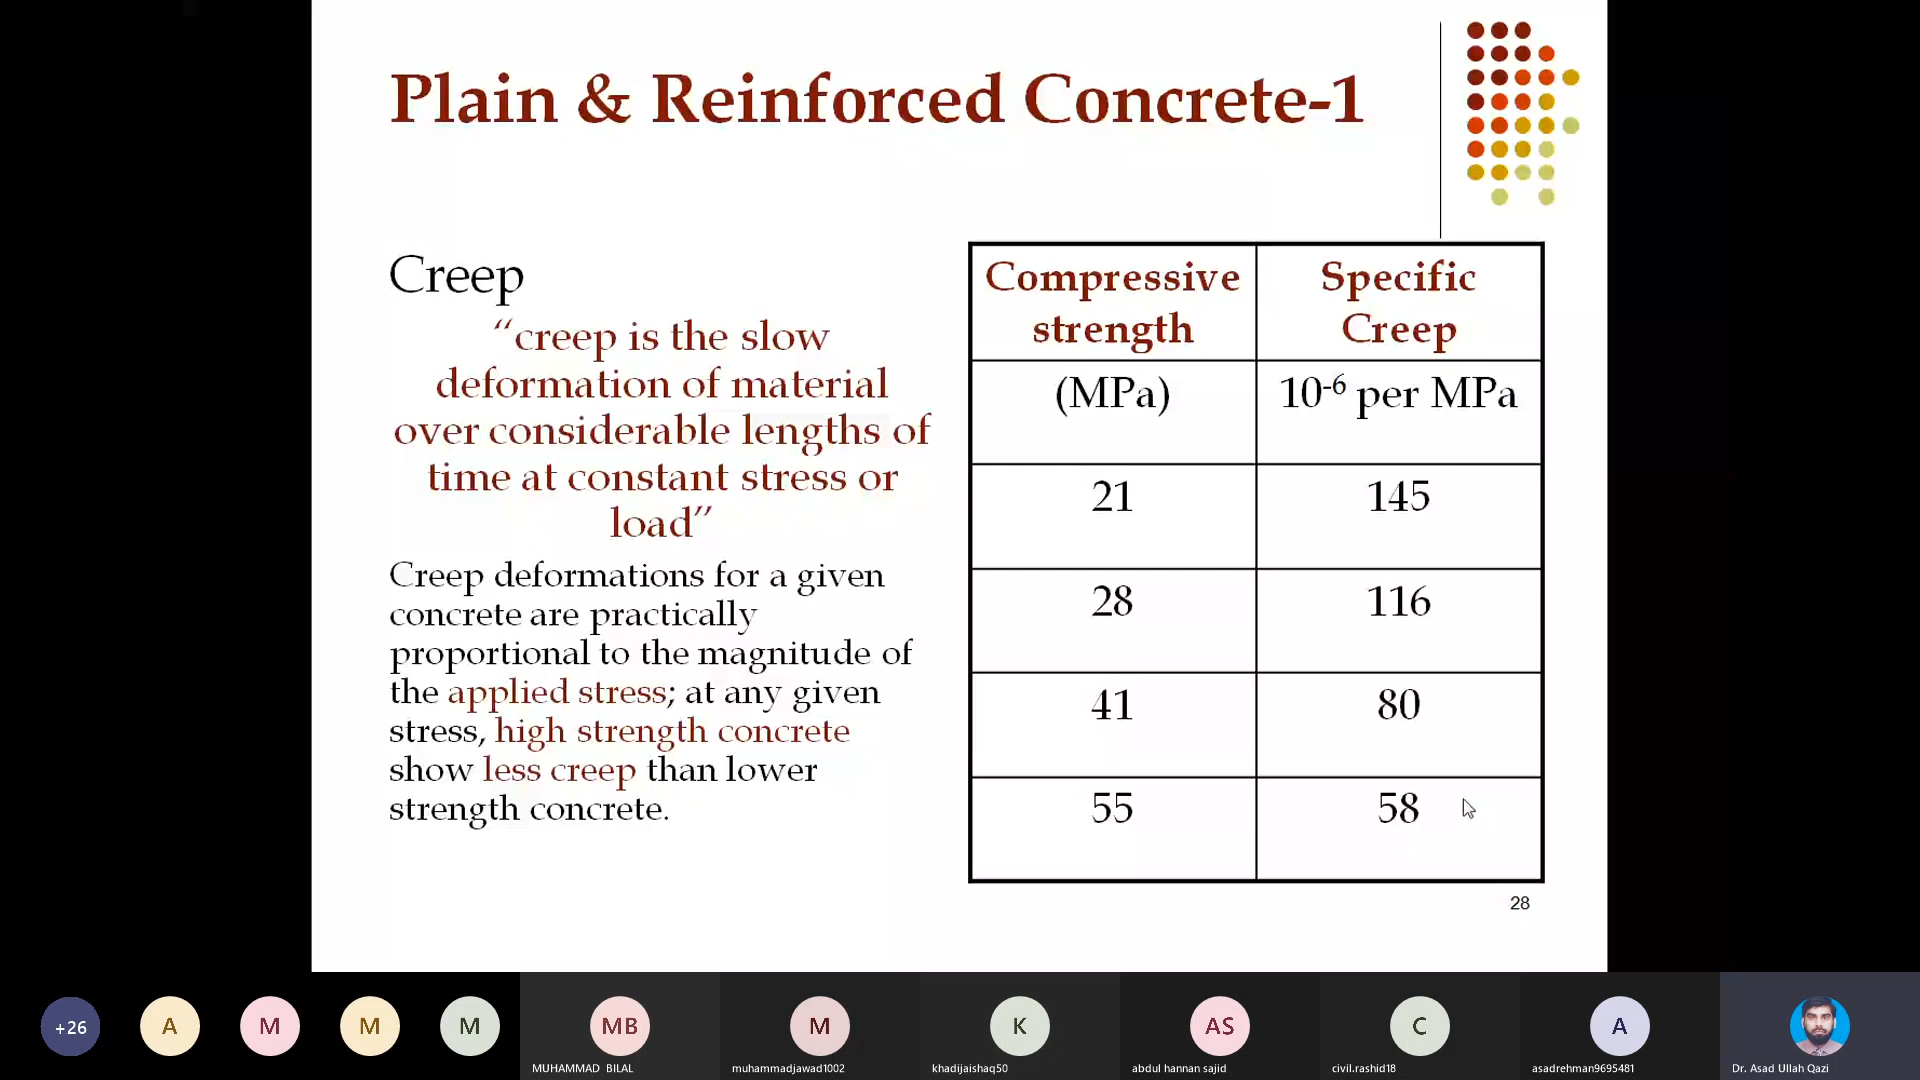 Plain & Reinforced Concrete-1
Creep
“creep is the slow
deformation of material
over considerable lengths of
time at constant stress or
load”
Creep deformations for a given
concrete are practically
proportional to the magnitude of
the applied stress; at any given
stress, high strength concrete
show less creep than lower
strength concrete.
Compressive strength Specific Creep
(MPa) 10⁻⁶ per MPa
21 145
28 116
41 80
55 58
28
+26 A M M M MB M K AS C A
MUHAMMAD BILAL muhammadjawad1002 khadijaishaq50 abdul hannan sajid civil.rashid18 asadrehman9695481 Dr. Asad Ullah Qazi